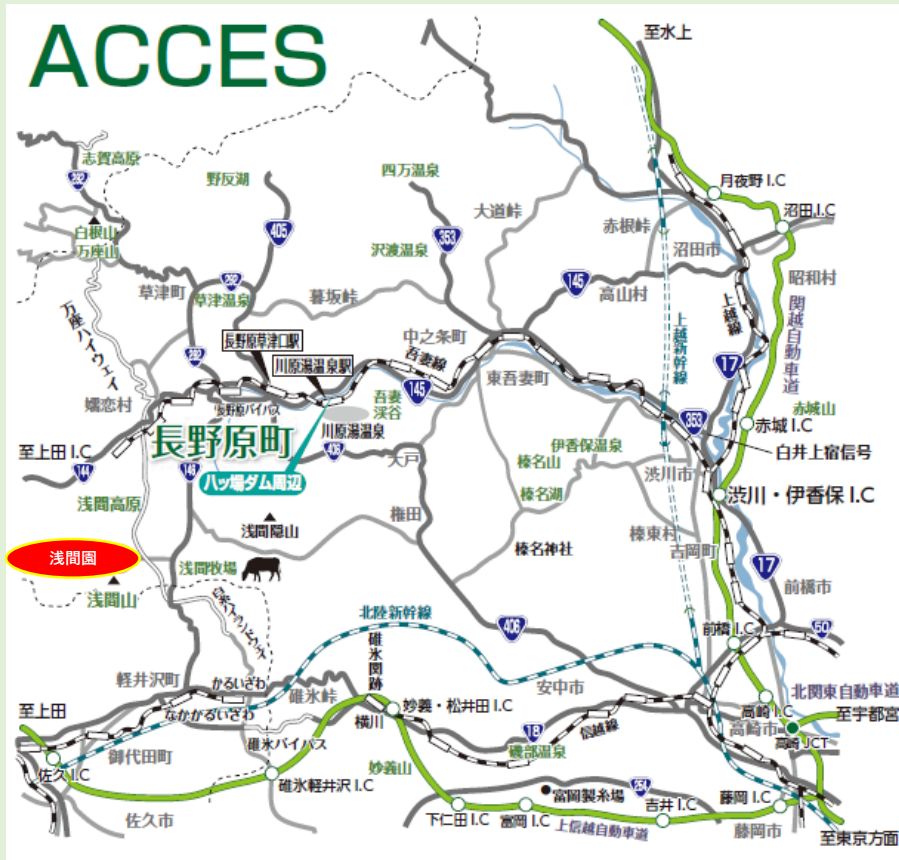 ACCES
至水上
志賀高原
292
野反湖
四万温泉
月夜野 I.C
大道峠
沼田 I.C
405
353
赤根峠
白根山
万座山
沢渡温泉
沼田市
昭和村
292
145
草津町
草津温泉
暮坂峠
高山村
関越自動車道
万座ハイウェイ
上越新幹線
上越線
長野原草津口駅
中之条町
292
川原湯温泉駅
吾妻線
東吾妻町
17
145
嬬恋村
吾妻
渓谷
353
赤城山
長野原バイパス
川原湯温泉
赤城 I.C
長野原町
伊香保温泉
至上田 I.C
406
大戸
白井上宿信号
144
146
榛名山
渋川市
八ッ場ダム周辺
榛名湖
渋川・伊香保 I.C
浅間高原
権田
浅間隠山
榛東村
吉岡町
浅間園
浅間牧場
榛名神社
17
浅間山
前橋市
白糸ハイランドウェイ
北陸新幹線
406
前橋 I.C
50
碓氷関跡
軽井沢町
かるいざわ
碓氷峠
安中市
北関東自動車道
なかかるいざわ
妙義・松井田 I.C
高崎 I.C
至上田
横川
至宇都宮
18
信越線
高崎市
御代田町
碓氷バイパス
磯部温泉
高崎 JCT
佐久 I.C
妙義山
碓氷軽井沢 I.C
254
富岡製糸場
藤岡 I.C
佐久市
下仁田 I.C
富岡 I.C
吉井 I.C
上信越自動車道
藤岡市
至東京方面